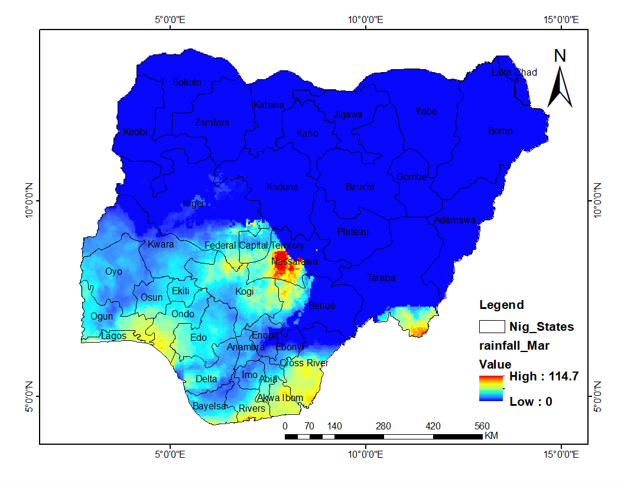 5°0'0"E 10°0'0"E 15°0'0"E
N
Lake Chad
Sokoto
Katsina
Jigawa
Yobe
Zamfara
Kebbi
Kano
Borno
Gombe
Kaduna
Bauchi
10°0'0"N 10°0'0"N
Niger
Adamawa
Plateau
Kwara
Federal Capital Territory
Nassarawa
Oyo
Taraba
Ekiti
Kogi
Osun
Benue
Ogun
Ondo
Lagos
Edo
Enugu
Anambra
Ebonyi
Cross River
Delta
Imo
Abia
Akwa Ibom
Bayelsa
Rivers
5°0'0"N 5°0'0"N
Legend
Nig_States
rainfall_Mar
Value
High : 114.7
Low : 0
0 70 140 280 420 560
KM
5°0'0"E 10°0'0"E 15°0'0"E